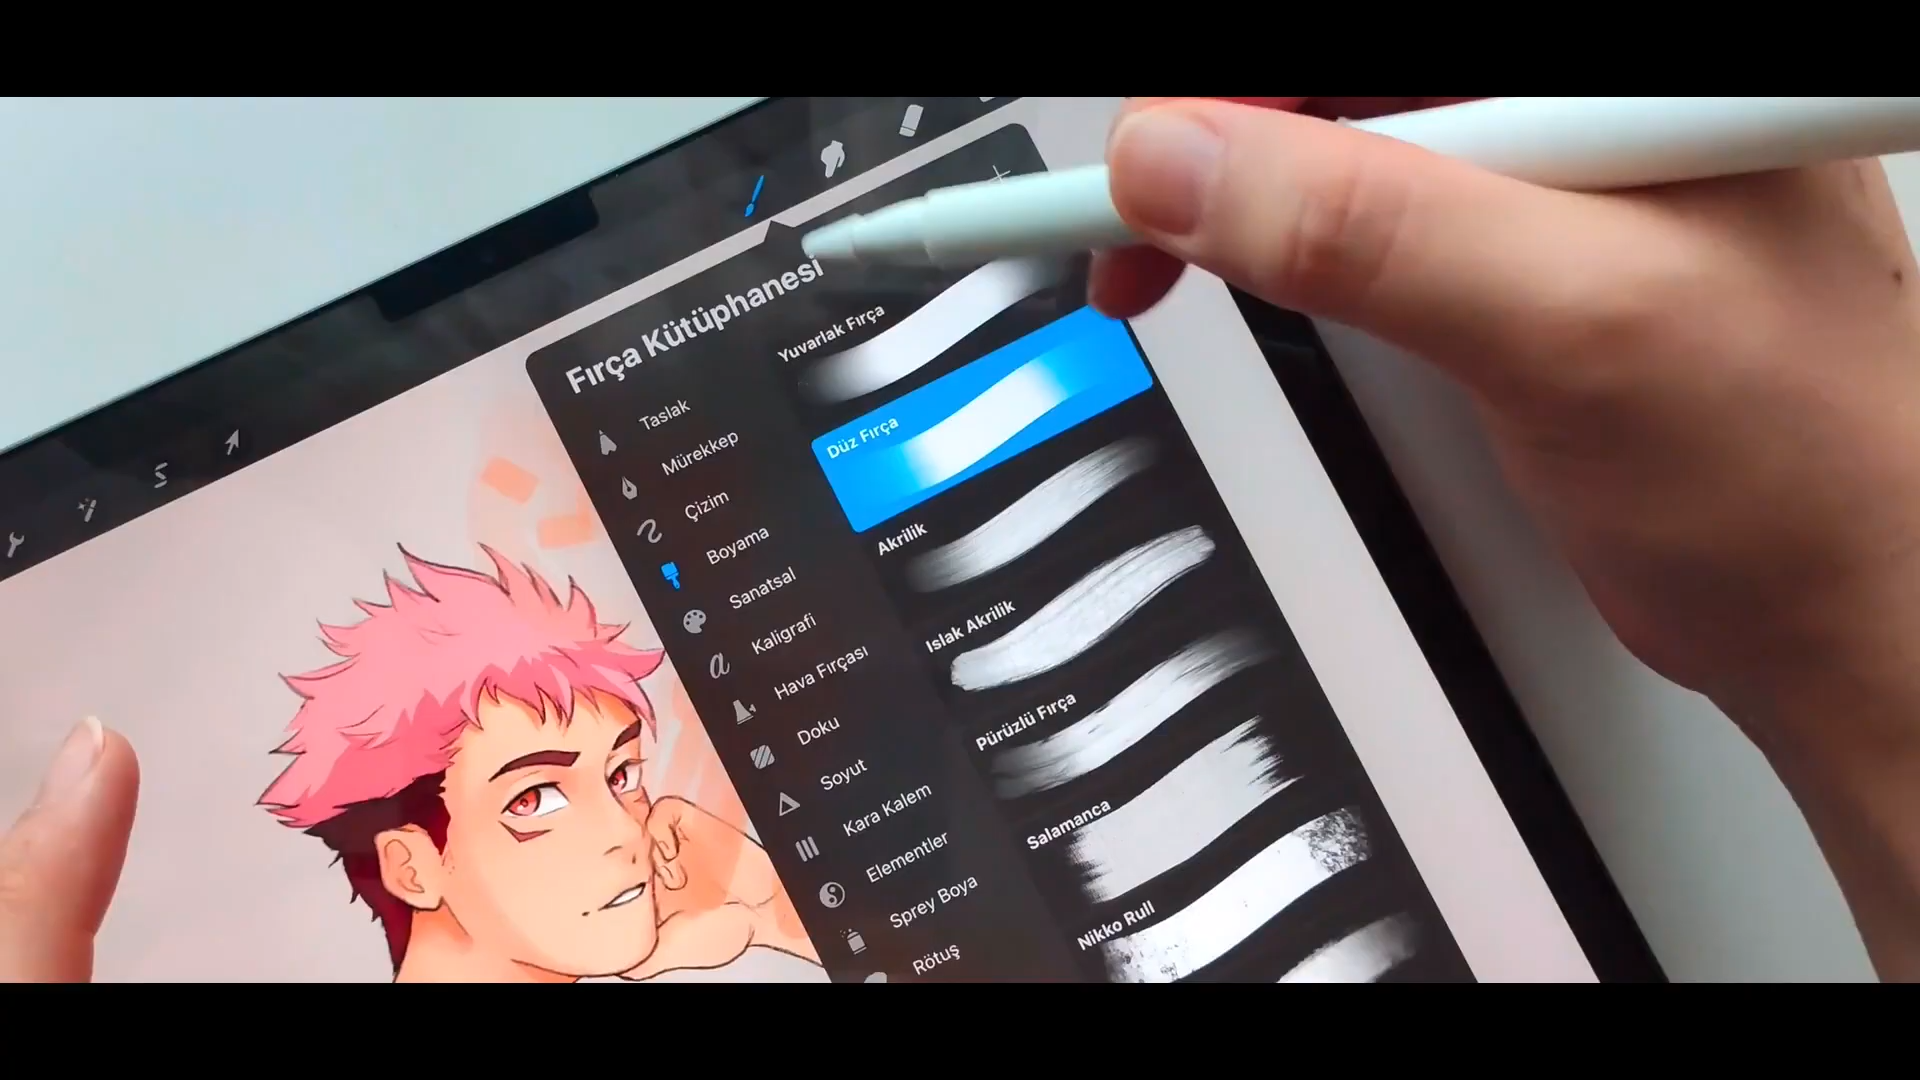 Fırça Kütüphanesi
Taslak
Mürekkep
Çizim
Boyama
Sanatsal
Kaligrafi
Hava Fırçası
Doku
Soyut
Kara Kalem
Elementler
Sprey Boya
Rötuş
Yuvarlak Fırça
Düz Fırça
Akrilik
Islak Akrilik
Pürüzlü Fırça
Salamanca
Nikko Rull